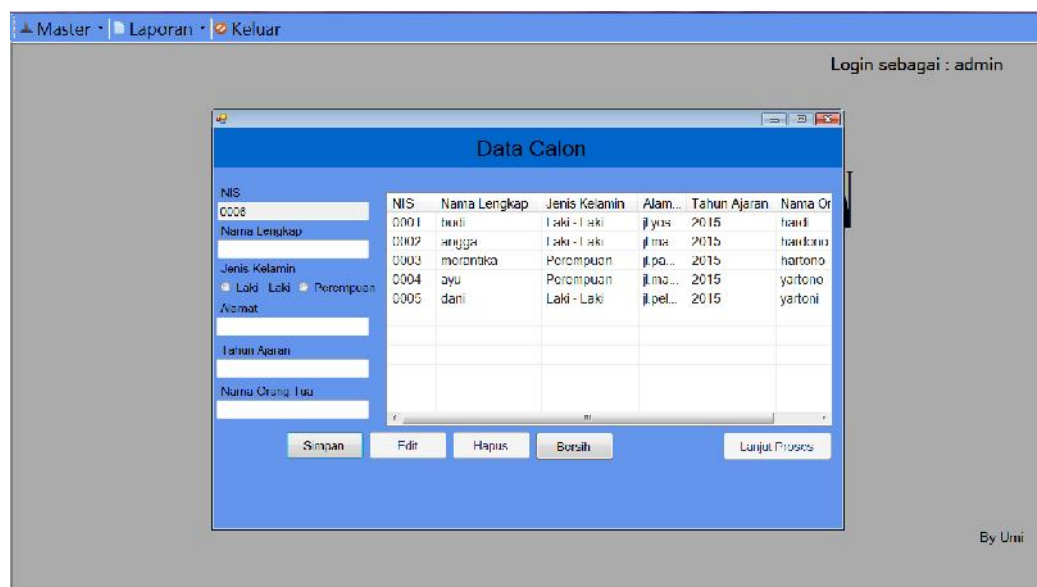 Master Laporan Keluar
Login sebagai : admin
Data Calon
NIS
0006
Nama Lengkap
Jenis Kelamin
Laki - Laki Perempuan
Alamat
Tahun Ajaran
Nama Orang Tua
NIS Nama Lengkap Jenis Kelamin Alam... Tahun Ajaran Nama Or
0001 budi Laki - Laki jl.yos 2015 hardi
0002 angga Laki - Laki jl.ma... 2015 hardono
0003 merantika Perempuan jl.pa... 2015 hartono
0004 ayu Perempuan jl.ma... 2015 yartono
0005 dani Laki - Laki jl.pel... 2015 yartoni
Simpan Edit Hapus Bersih Lanjut Proses
By Umi